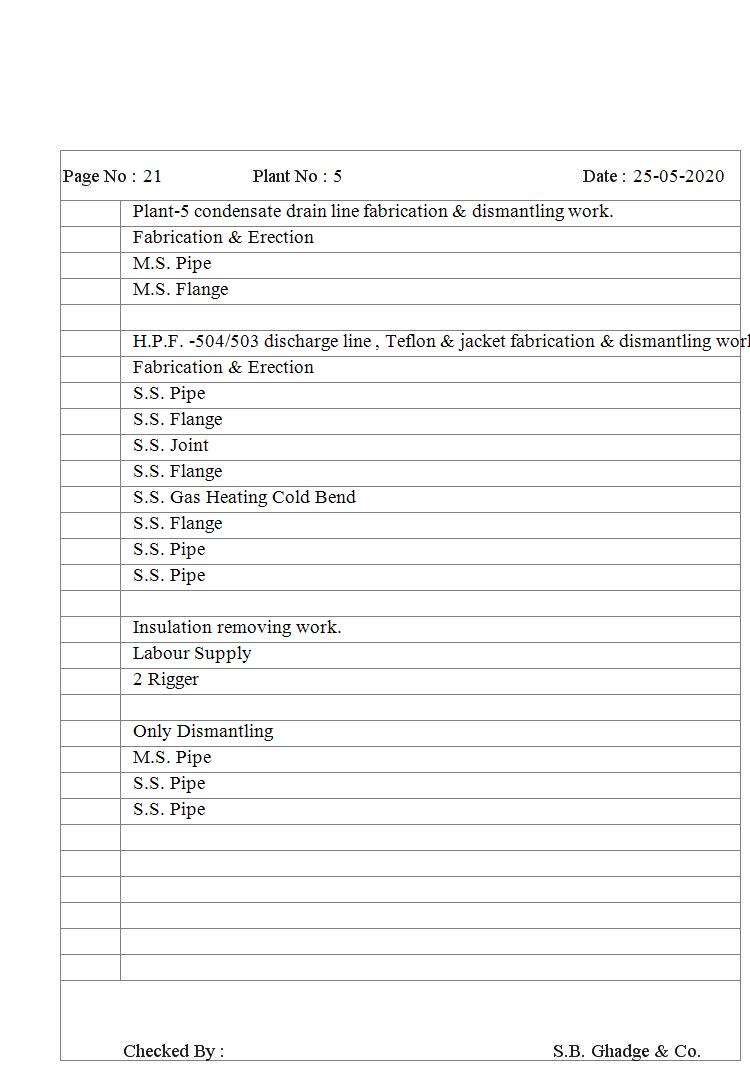 Page No : 21 Plant No : 5 Date : 25-05-2020
Plant-5 condensate drain line fabrication & dismantling work.
Fabrication & Erection
M.S. Pipe
M.S. Flange
H.P.F. -504/503 discharge line , Teflon & jacket fabrication & dismantling
Fabrication & Erection
S.S. Pipe
S.S. Flange
S.S. Joint
S.S. Flange
S.S. Gas Heating Cold Bend
S.S. Flange
S.S. Pipe
S.S. Pipe
Insulation removing work.
Labour Supply
2 Rigger
Only Dismantling
M.S. Pipe
S.S. Pipe
S.S. Pipe
Checked By : S.B. Ghadge & Co.